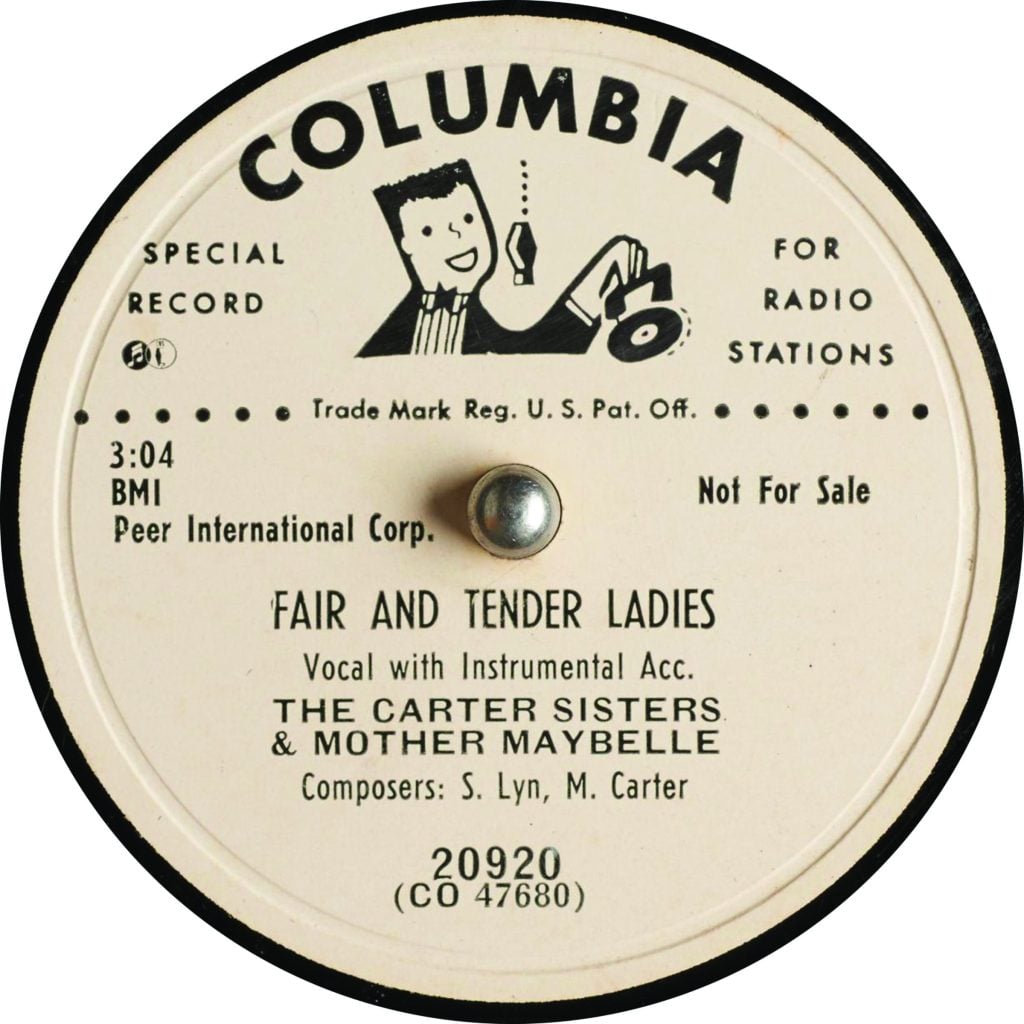 COLUMBIA
SPECIAL
RECORD
FOR
RADIO
STATIONS
Trade Mark Reg. U. S. Pat. Off.
3:04
BMI
Peer International Corp.
Not For Sale
FAIR AND TENDER LADIES
Vocal with Instrumental Acc.
THE CARTER SISTERS
& MOTHER MAYBELLE
Composers: S. Lyn, M. Carter
20920
(CO 47680)